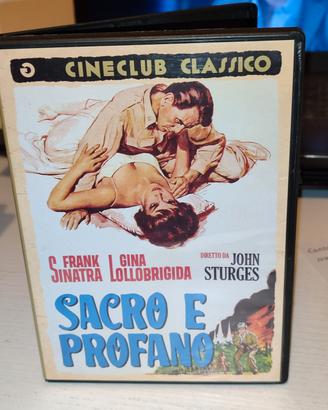 CINECLUB CLASSICO
FRANK SINATRA
GINA LOLLOBRIGIDA
DIRETTO DA JOHN STURGES
SACRO E
PROFANO